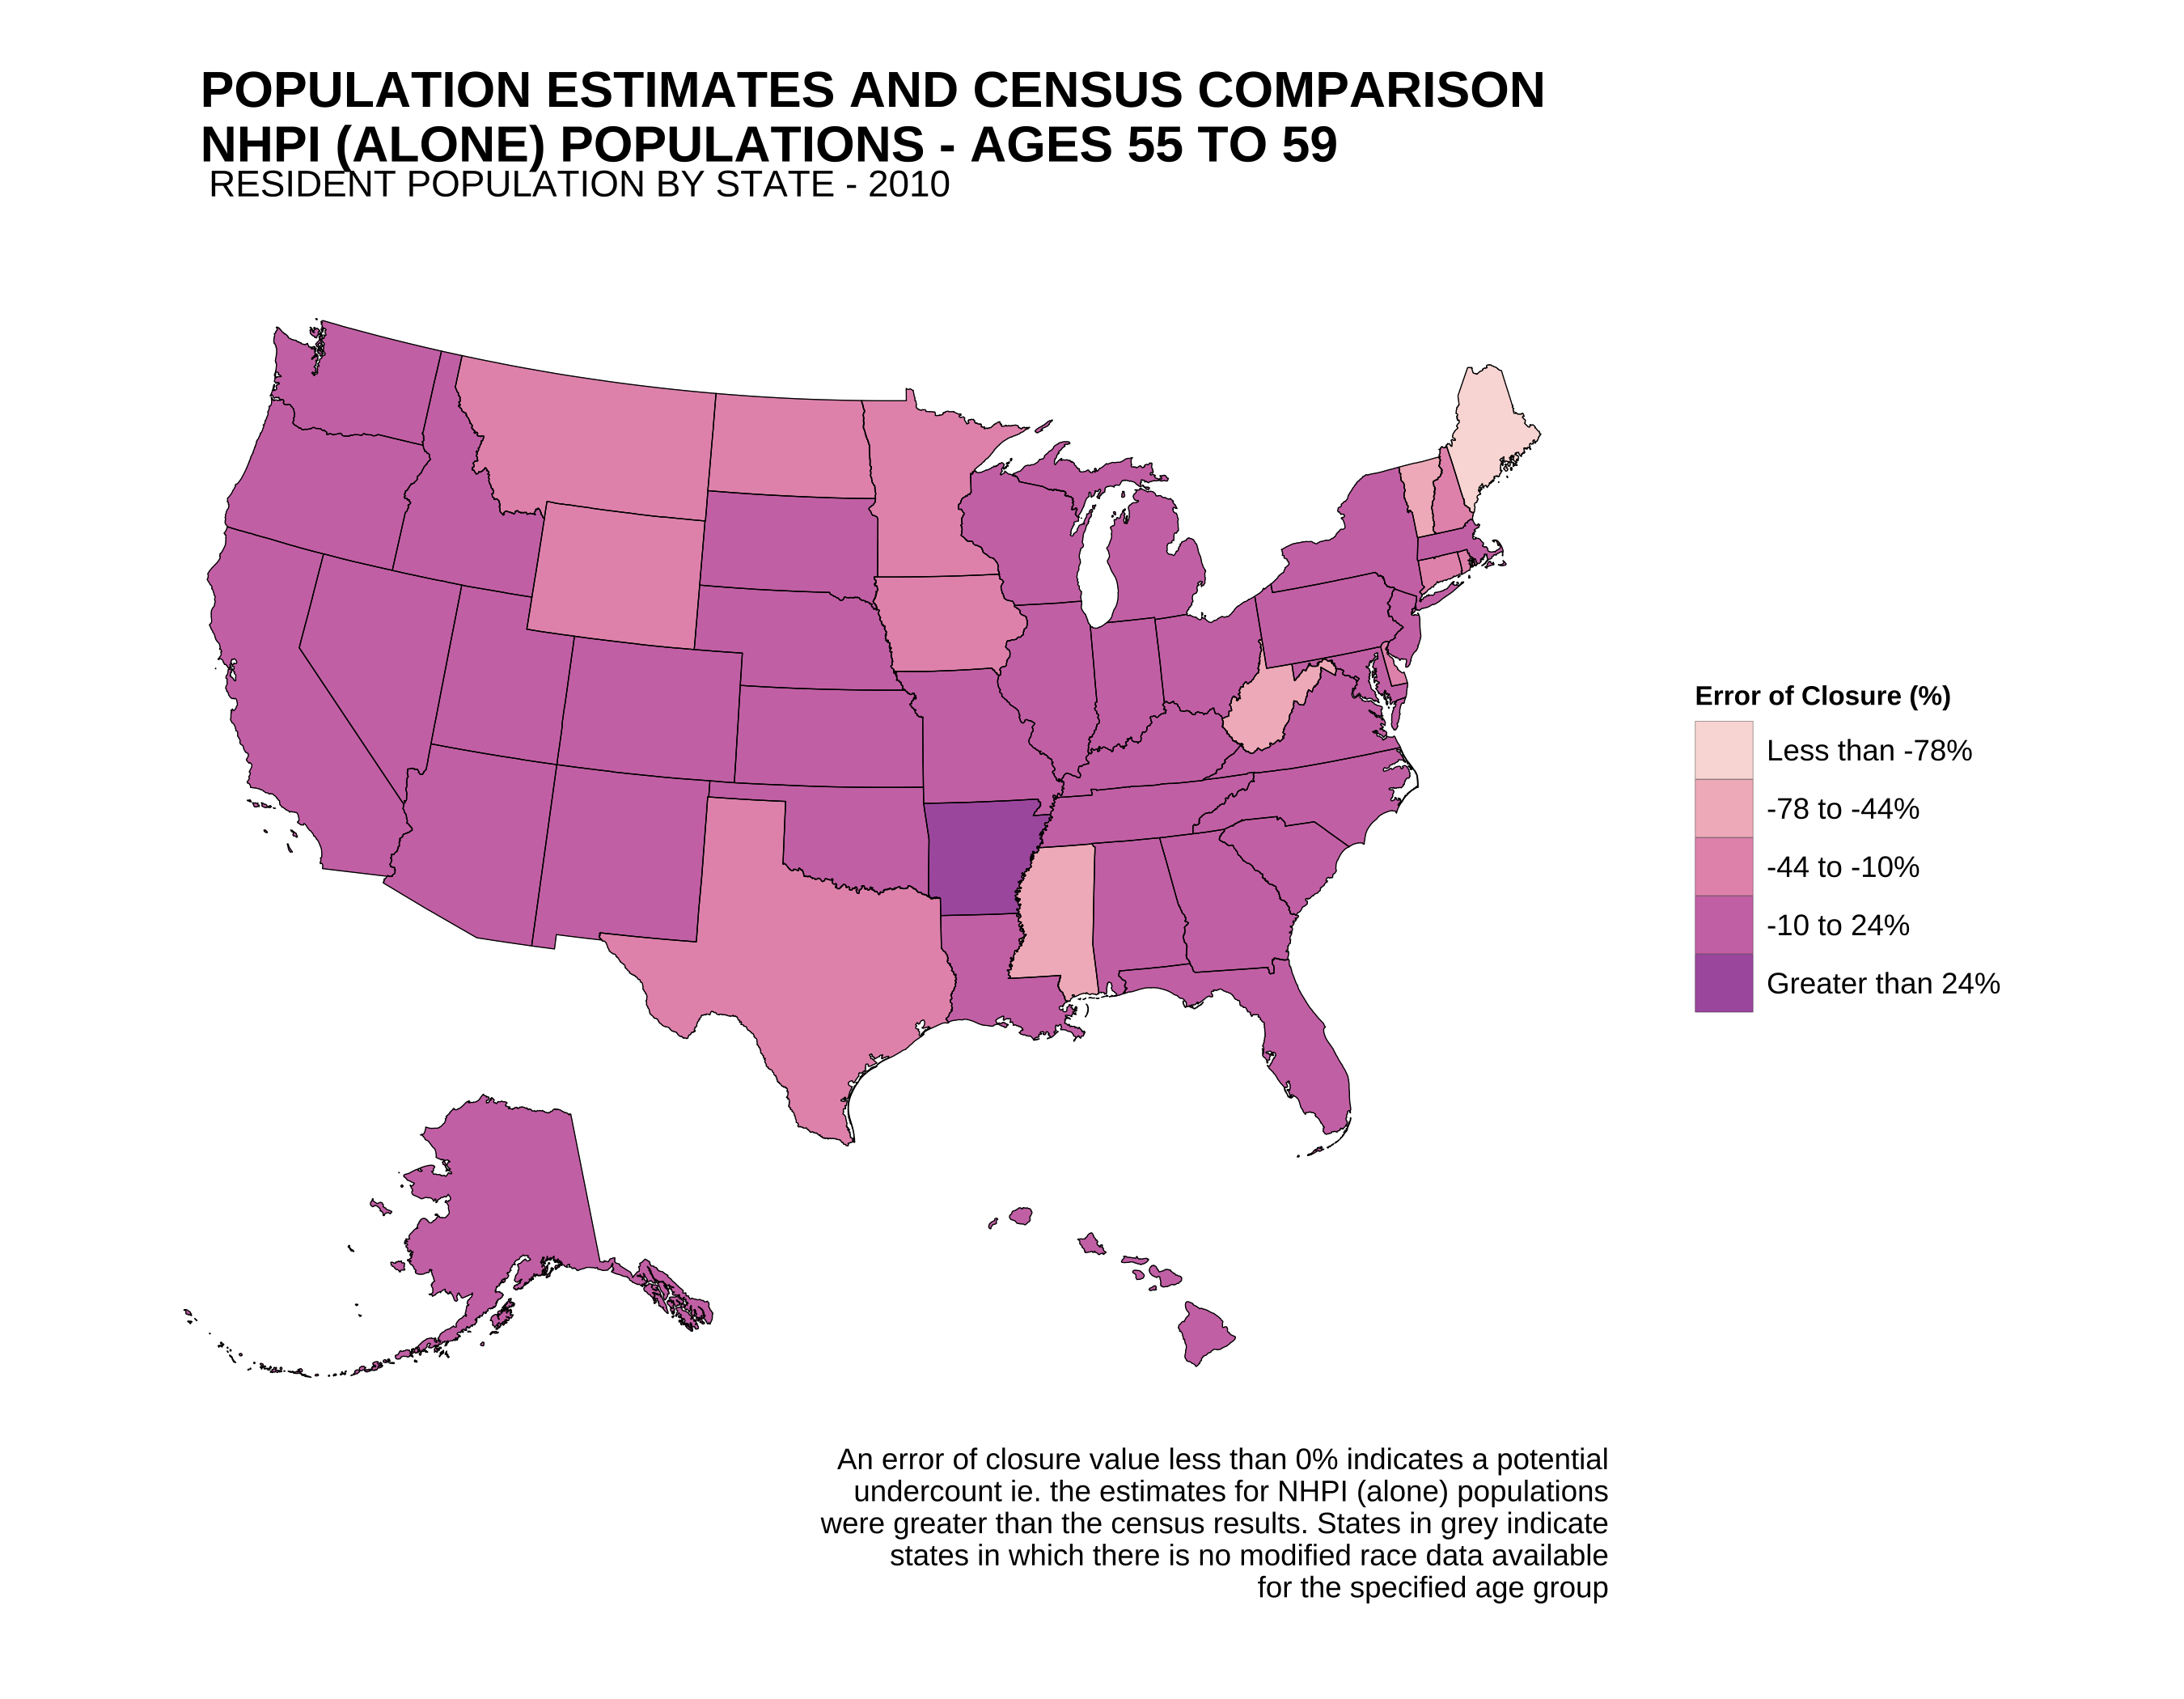 POPULATION ESTIMATES AND CENSUS COMPARISON
NHPI (ALONE) POPULATIONS - AGES 55 TO 59
RESIDENT POPULATION BY STATE - 2010
Error of Closure (%)
Less than -78%
-78 to -44%
-44 to -10%
-10 to 24%
Greater than 24%
An error of closure value less than 0% indicates a potential
undercount ie. the estimates for NHPI (alone) populations
were greater than the census results. States in grey indicate
states in which there is no modified race data available
for the specified age group